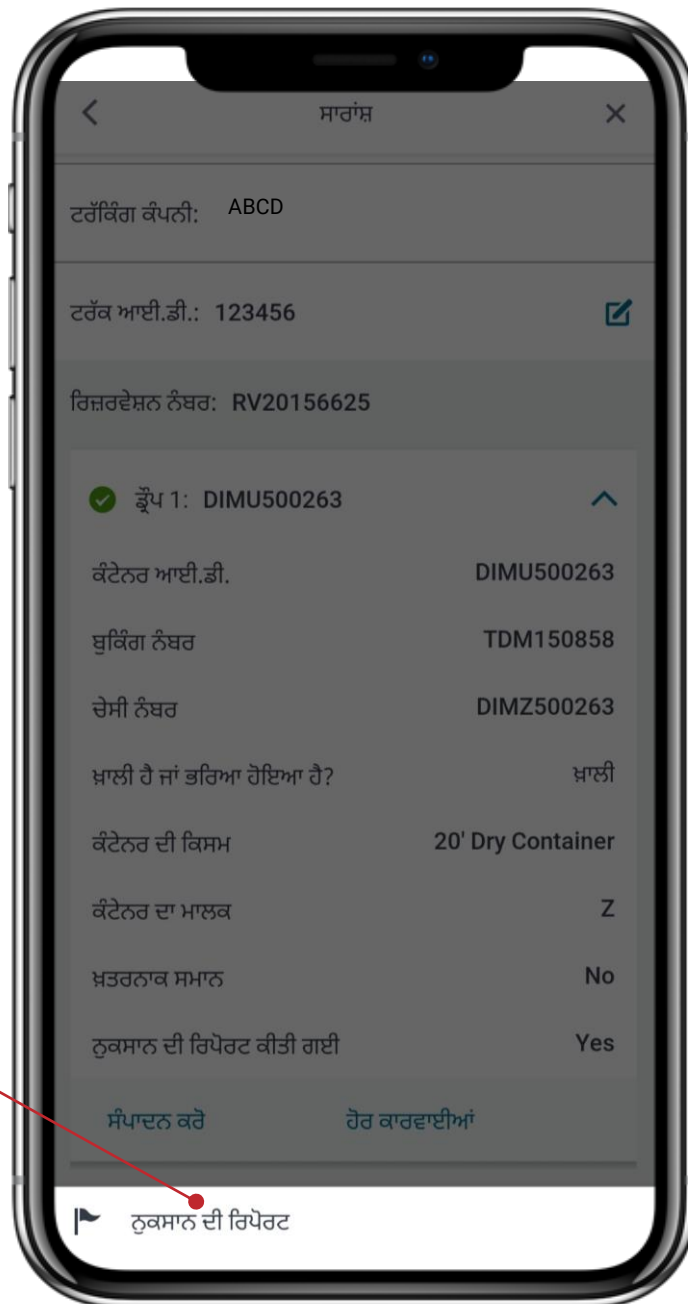 ਸਾਰਾਂਸ਼
ਟਰੱਕਿੰਗ ਕੰਪਨੀ: ABCD
ਟਰੱਕ ਆਈ.ਡੀ.: 123456
ਰਿਜ਼ਰਵੇਸ਼ਨ ਨੰਬਰ: RV20156625
ਡ੍ਰੌਪ 1: DIMU500263
ਕੰਟੇਨਰ ਆਈ.ਡੀ. DIMU500263
ਬੁਕਿੰਗ ਨੰਬਰ TDM150858
ਚੇਸੀ ਨੰਬਰ DIMZ500263
ਖ਼ਾਲੀ ਹੈ ਜਾਂ ਭਰਿਆ ਹੋਇਆ ਹੈ? ਖ਼ਾਲੀ
ਕੰਟੇਨਰ ਦੀ ਕਿਸਮ 20' Dry Container
ਕੰਟੇਨਰ ਦਾ ਮਾਲਕ Z
ਖ਼ਤਰਨਾਕ ਸਮਾਨ No
ਨੁਕਸਾਨ ਦੀ ਰਿਪੋਰਟ ਕੀਤੀ ਗਈ Yes
ਸੰਪਾਦਨ ਕਰੋ ਹੋਰ ਕਾਰਵਾਈਆਂ
ਨੁਕਸਾਨ ਦੀ ਰਿਪੋਰਟ